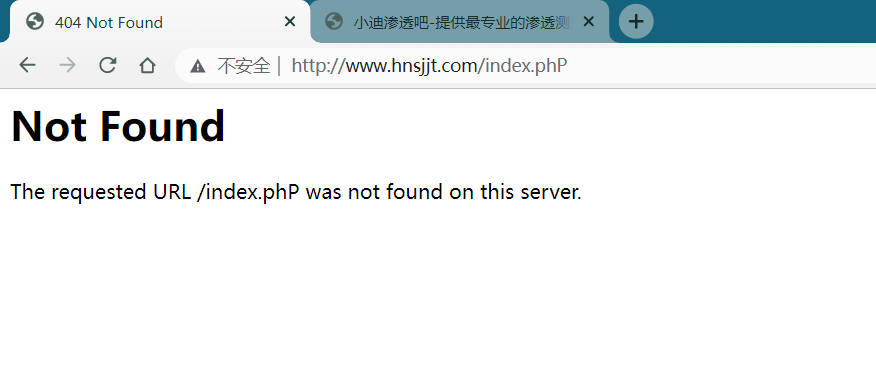 404 Not Found
小迪渗透吧-提供最专业的渗透测
不安全 | http://www.hnsjjt.com/index.phP
Not Found
The requested URL /index.phP was not found on this server.